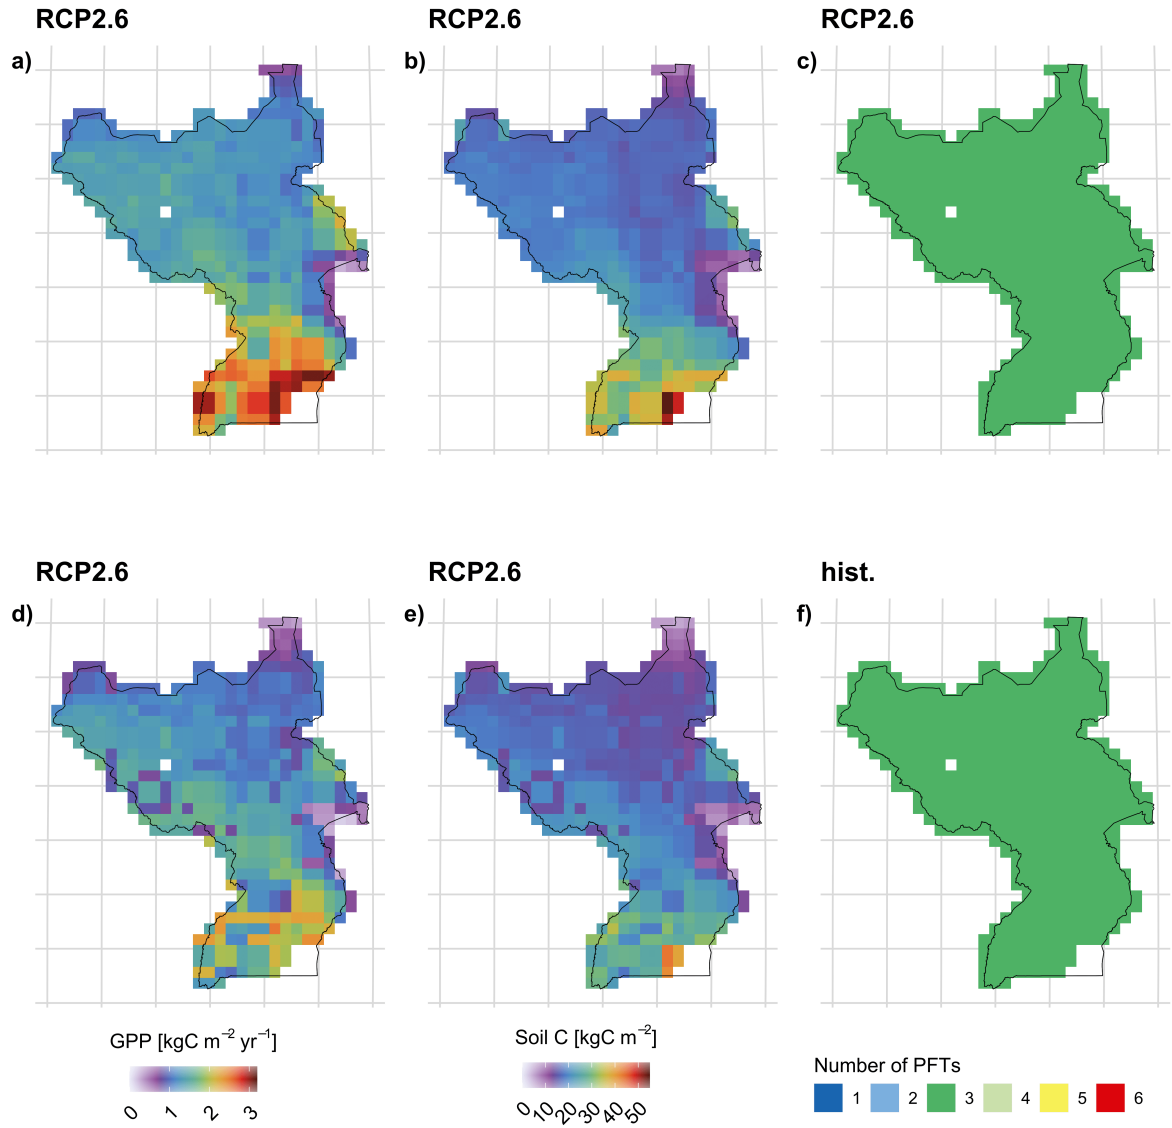 RCP2.6 RCP2.6 RCP2.6
a) b) c)
RCP2.6 RCP2.6 hist.
d) e) f)
GPP [kgC m⁻² yr⁻¹]
0 1 2 3
Soil C [kgC m⁻²]
0 10 20 30 40 50
Number of PFTs
1 2 3 4 5 6